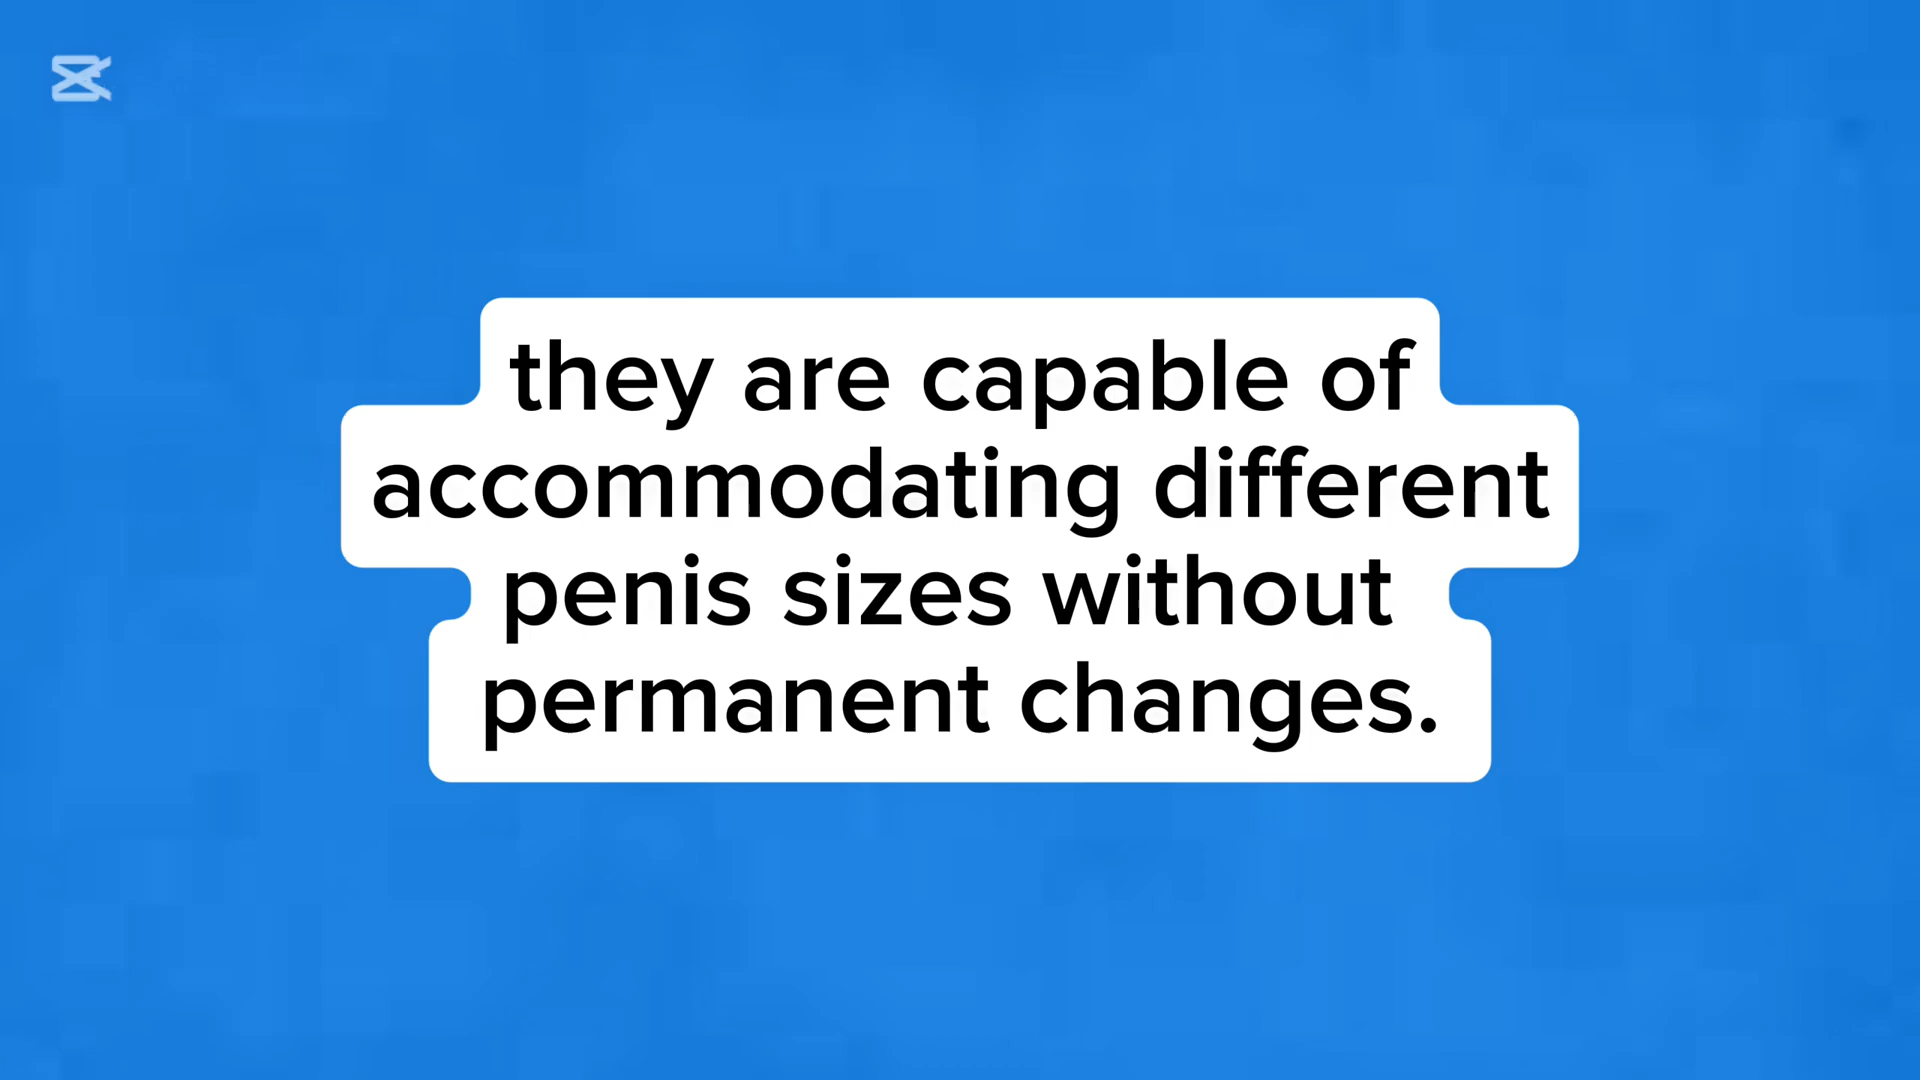 they are capable of
accommodating different
penis sizes without
permanent changes.